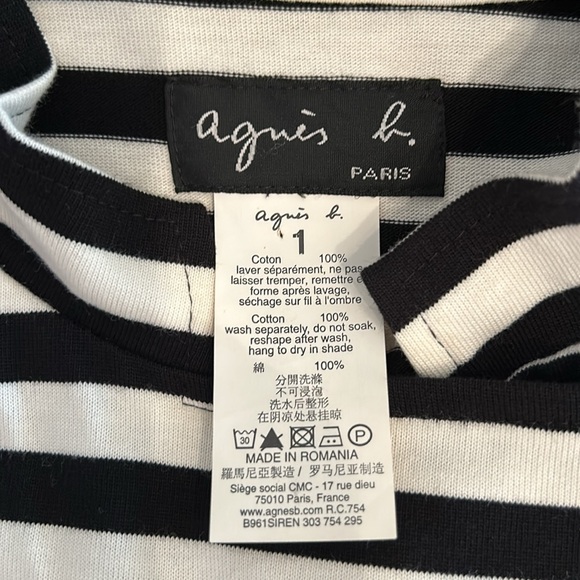 agnès b.
PARIS
agnès b.
1
Coton 100%
laver séparément, ne pas
laisser tremper, remettre
forme après lavage,
séchage sur fil à l'ombre
Cotton 100%
wash separately, do not soak,
reshape after wash,
hang to dry in shade
綿 100%
分開洗滌
不可浸泡
洗水后整形
在阴凉处悬挂晾
30 P
MADE IN ROMANIA
羅馬尼亞製造 / 罗马尼亚制造
Siège social CMC - 17 rue dieu
75010 Paris, France
www.agnesb.com R.C.754
B961SIREN 303 754 295